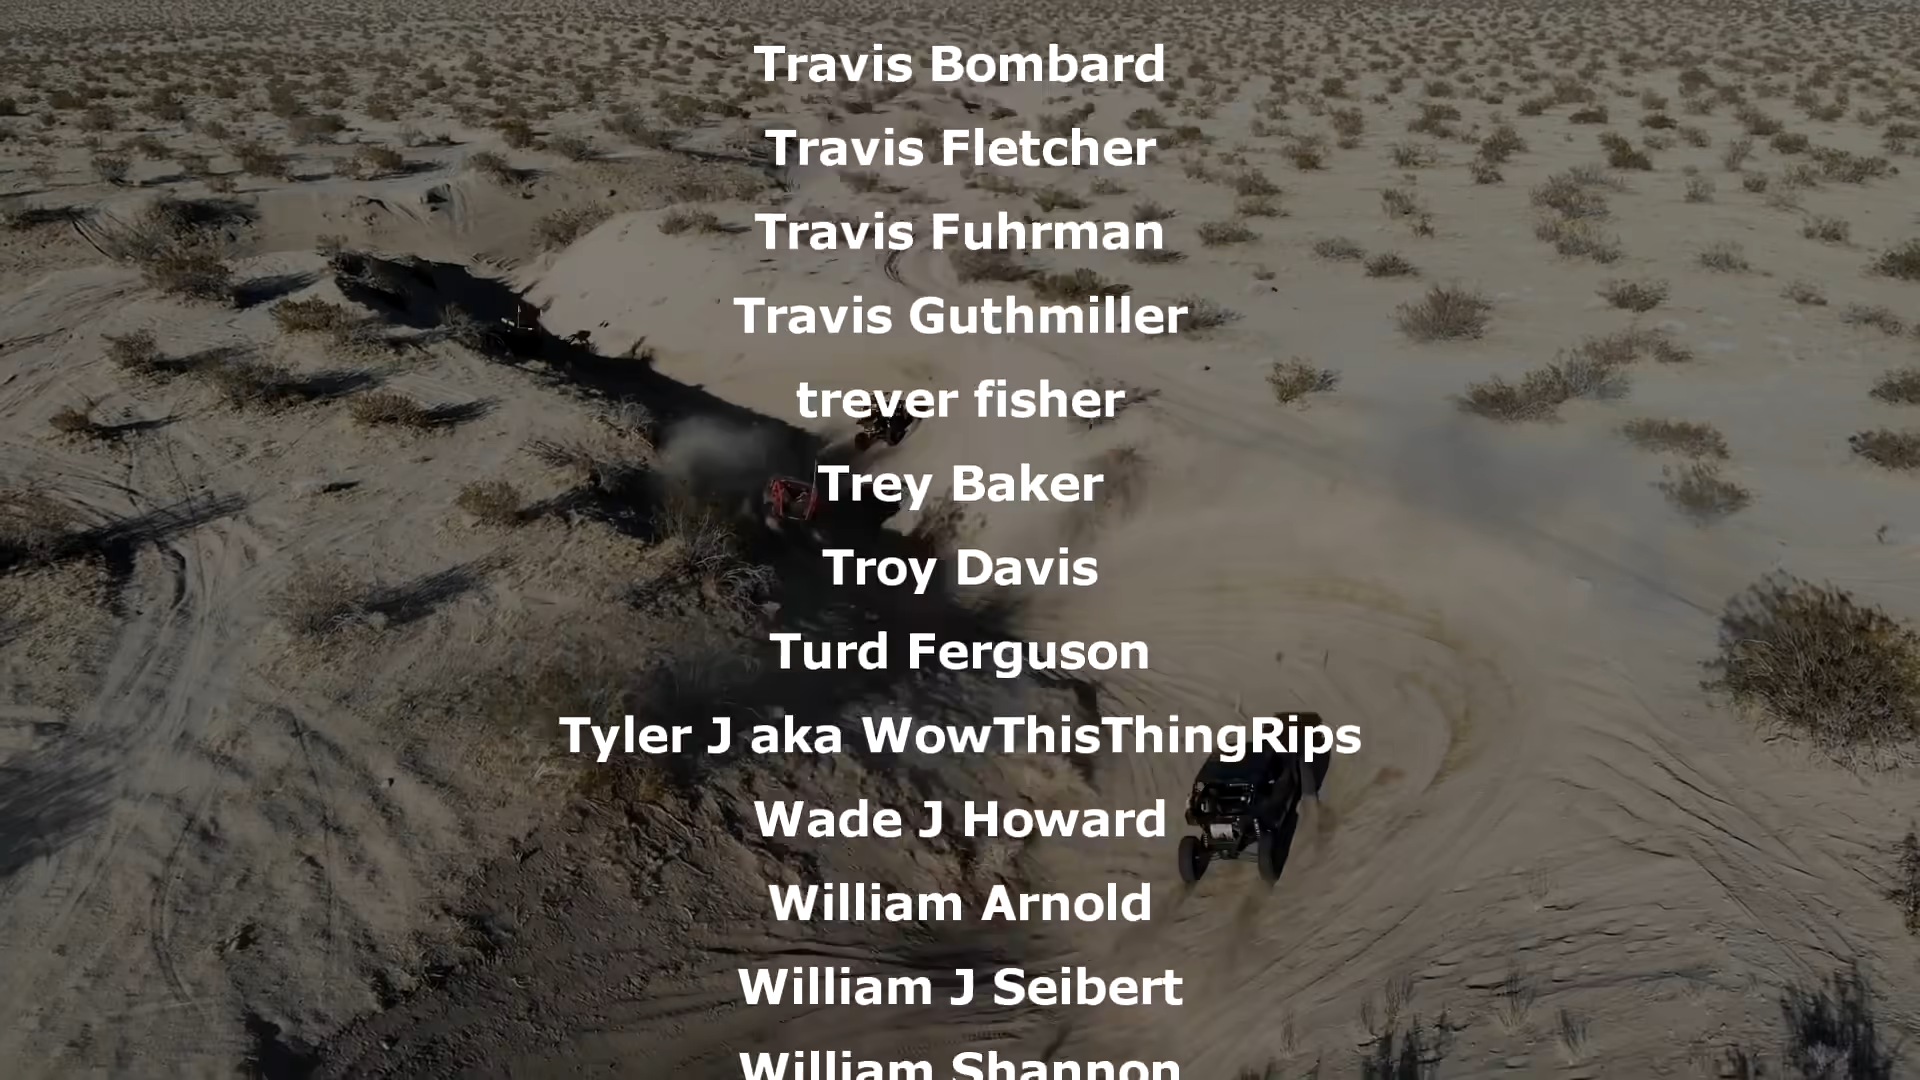 Travis Bombard
Travis Fletcher
Travis Fuhrman
Travis Guthmiller
trever fisher
Trey Baker
Troy Davis
Turd Ferguson
Tyler J aka WowThisThingRips
Wade J Howard
William Arnold
William J Seibert
William Shannon